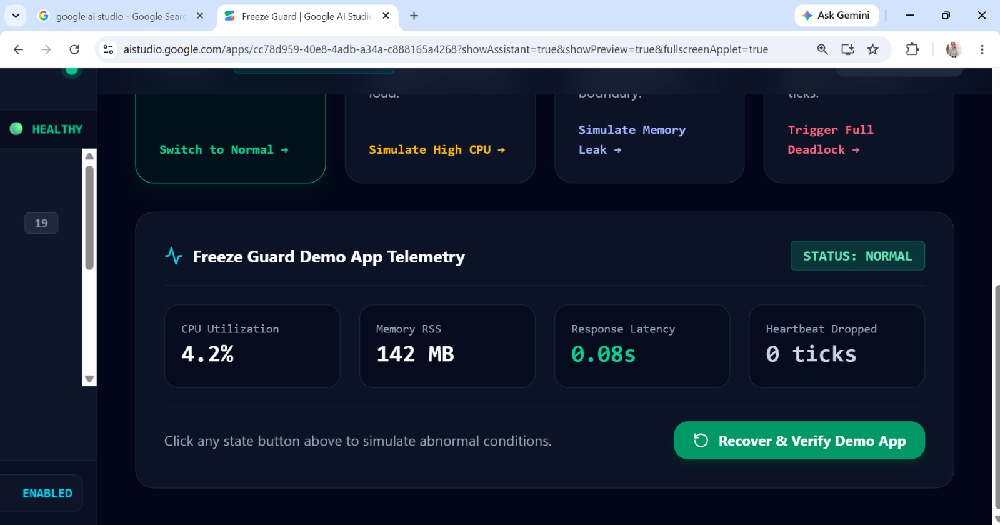 google ai studio - Google Searc
Freeze Guard | Google AI Studio
Ask Gemini
aistudio.google.com/apps/cc78d959-40e8-4adb-a34a-c888165a4268?showAssistant=true&showPreview=true&fullscreenApplet=true
load.
boundary.
ticks.
HEALTHY
Switch to Normal →
Simulate High CPU →
Simulate Memory
Leak →
Trigger Full
Deadlock →
19
Freeze Guard Demo App Telemetry
STATUS: NORMAL
CPU Utilization
4.2%
Memory RSS
142 MB
Response Latency
0.08s
Heartbeat Dropped
0 ticks
Click any state button above to simulate abnormal conditions.
Recover & Verify Demo App
ENABLED